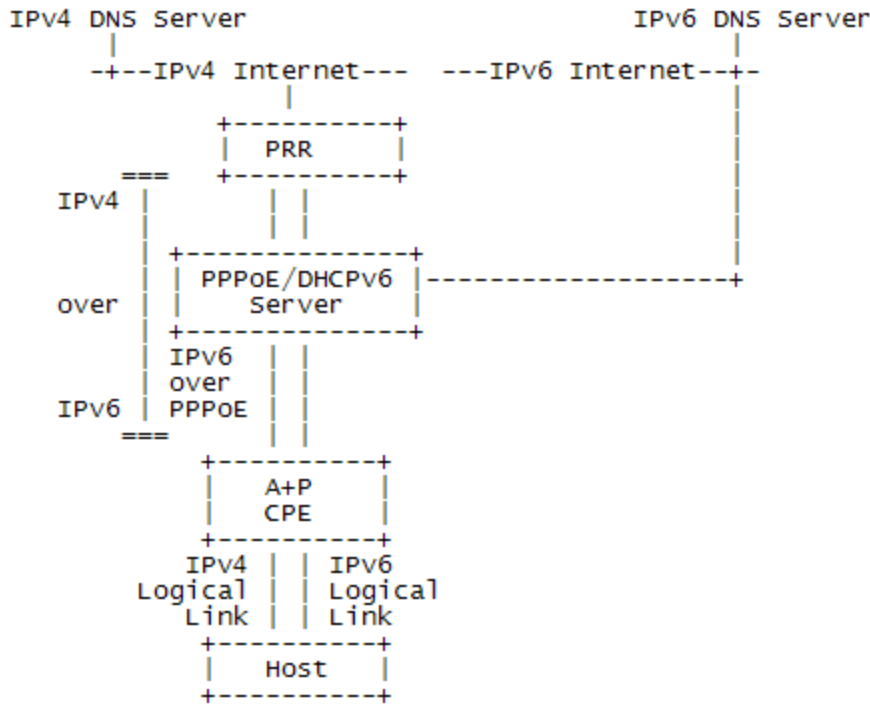 IPv4 DNS Server IPv6 DNS Server
IPv4 Internet IPv6 Internet
PRR
===
IPv4
PPPoE/DHCPv6
over Server
IPv6
over
IPv6 PPPoE
===
A+P
CPE
IPv4 IPv6
Logical Logical
Link Link
Host